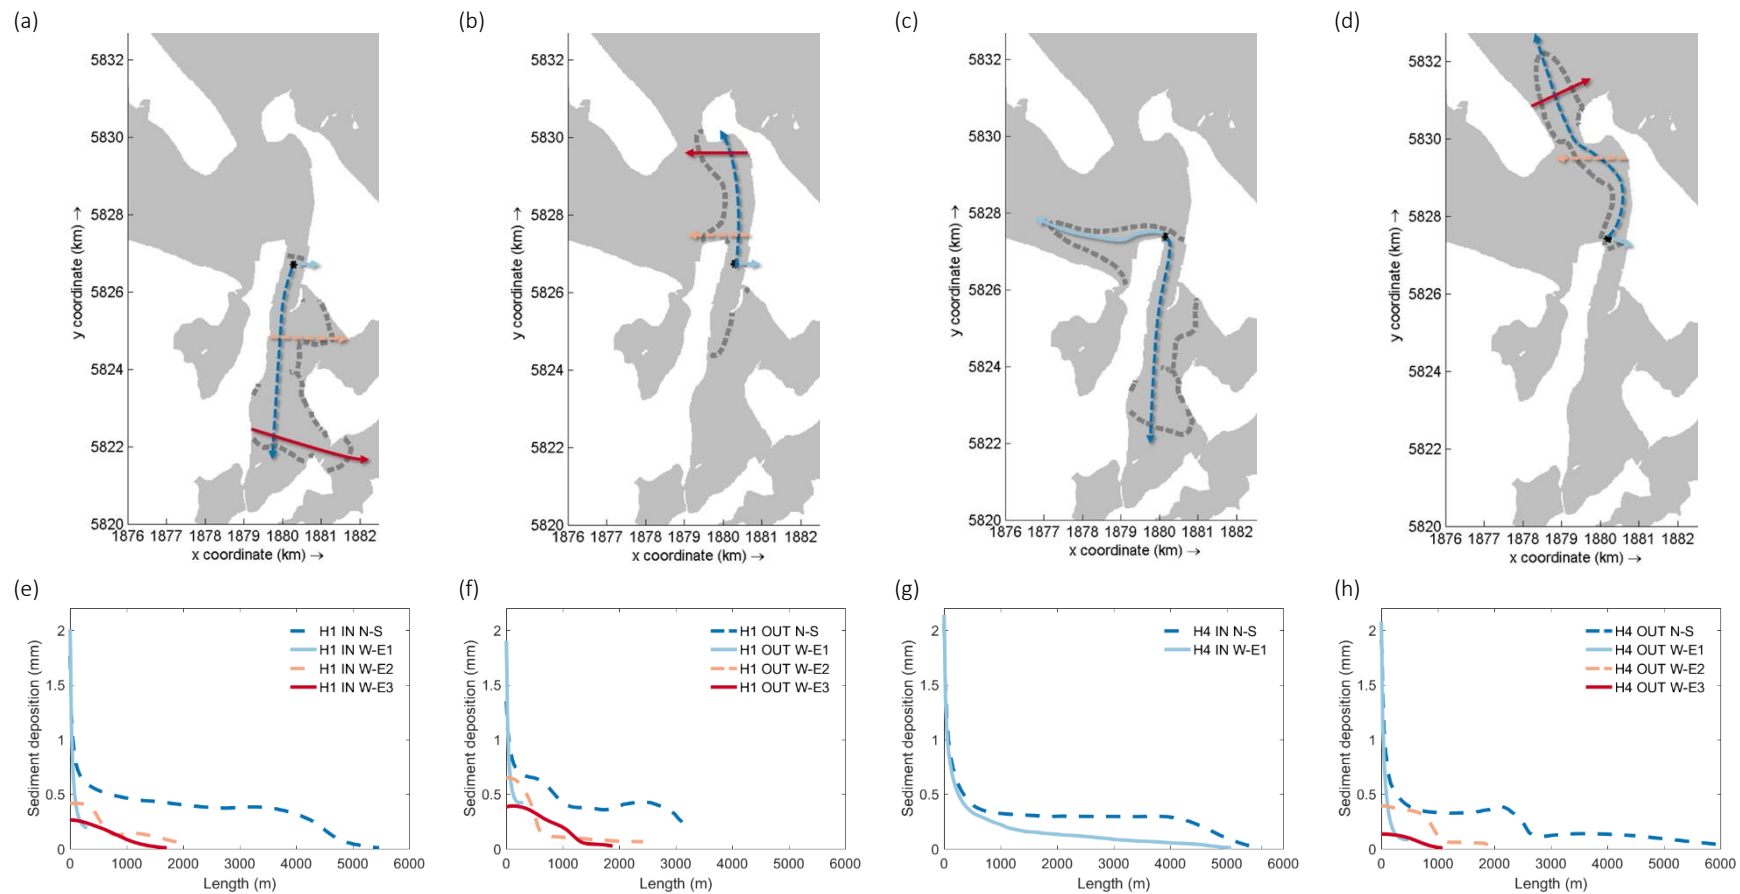 (a)
5832
5830
5828
5826
5824
5822
5820
y coordinate (km) →
1876 1877 1878 1879 1880 1881 1882
x coordinate (km) →
(b)
5832
5830
5828
5826
5824
5822
5820
y coordinate (km) →
1876 1877 1878 1879 1880 1881 1882
x coordinate (km) →
(c)
5832
5830
5828
5826
5824
5822
5820
y coordinate (km) →
1876 1877 1878 1879 1880 1881 1882
x coordinate (km) →
(d)
5832
5830
5828
5826
5824
5822
5820
y coordinate (km) →
1876 1877 1878 1879 1880 1881 1882
x coordinate (km) →
(e)
Sediment deposition (mm)
2
1.5
1
0.5
0
H1 IN N-S
H1 IN W-E1
H1 IN W-E2
H1 IN W-E3
0 1000 2000 3000 4000 5000 6000
Length (m)
(f)
Sediment deposition (mm)
2
1.5
1
0.5
0
H1 OUT N-S
H1 OUT W-E1
H1 OUT W-E2
H1 OUT W-E3
0 1000 2000 3000 4000 5000 6000
Length (m)
(g)
Sediment deposition (mm)
2
1.5
1
0.5
0
H4 IN N-S
H4 IN W-E1
0 1000 2000 3000 4000 5000 6000
Length (m)
(h)
Sediment deposition (mm)
2
1.5
1
0.5
0
H4 OUT N-S
H4 OUT W-E1
H4 OUT W-E2
H4 OUT W-E3
0 1000 2000 3000 4000 5000 6000
Length (m)